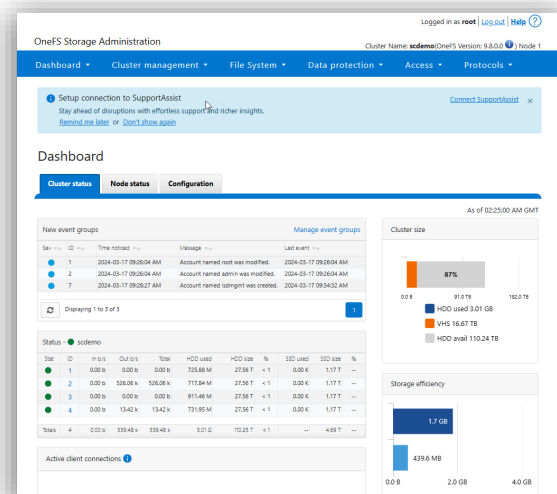 Logged in as root | Log out | Help ?
OneFS Storage Administration
Cluster Name: scdemo(OneFS Version: 9.8.0.0 ) Node 1
Dashboard Cluster management File System Data protection Access Protocols
Setup connection to SupportAssist
Connect SupportAssist ×
Stay ahead of disruptions with effortless support and richer insights.
Remind me later or Don't show again
Dashboard
Cluster status Node status Configuration
As of 02:25:00 AM GMT
New event groups Manage event groups
Sev ID Time noticed Message Last event
1 2024-03-17 09:26:04 AM Account named root was modified. 2024-03-17 09:26:04 AM
2 2024-03-17 09:26:04 AM Account named admin was modified. 2024-03-17 09:26:04 AM
7 2024-03-17 09:28:27 AM Account named isdmgmt was created. 2024-03-17 09:34:32 AM
Displaying 1 to 3 of 3 1
Cluster size
87%
0.0 B 91.0 TB 182.0 TB
HDD used 3.01 GB
VHS 16.67 TB
HDD avail 110.24 TB
Status - scdemo
Stat ID In b/s Out b/s Total HDD used HDD size % SSD used SSD size %
1 0.00 b 0.00 b 0.00 b 725.88 M 27.56 T < 1 0.00 K 1.17 T --
2 0.00 b 526.06 k 526.06 k 717.84 M 27.56 T < 1 0.00 K 1.17 T --
3 0.00 b 0.00 b 0.00 b 911.46 M 27.56 T < 1 0.00 K 1.17 T --
4 0.00 b 13.42 k 13.42 k 731.95 M 27.56 T < 1 0.00 K 1.17 T --
Totals 4 0.00 b 539.48 k 539.48 k 3.01 G 110.25 T < 1 -- 4.69 T --
Storage efficiency
1.7 GB
439.6 MB
0.0 B 2.0 GB 4.0 GB
Active client connections